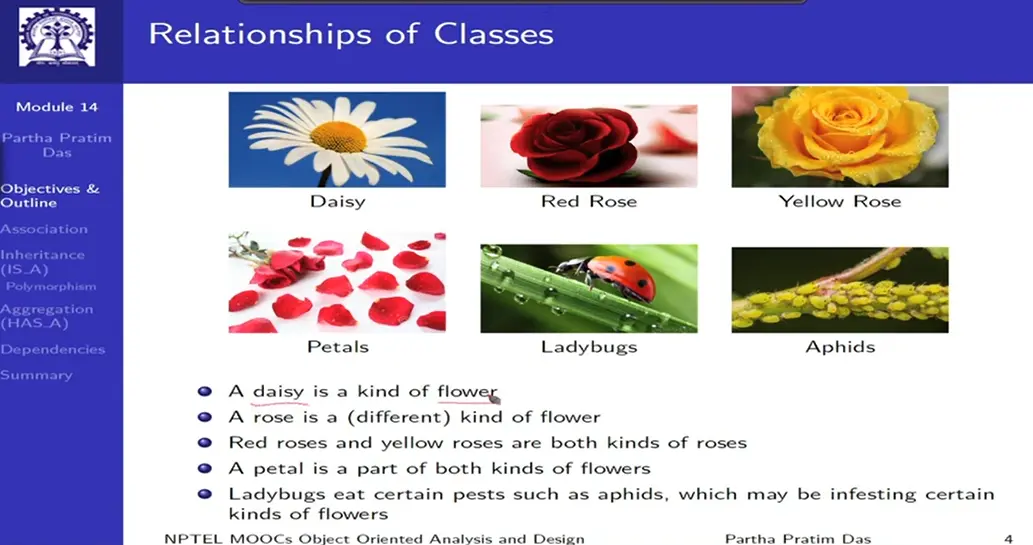 Relationships of Classes
Module 14
Partha Pratim
Das
Objectives &
Outline
Association
Inheritance
(IS_A)
Polymorphism
Aggregation
(HAS_A)
Dependencies
Summary
Daisy
Red Rose
Yellow Rose
Petals
Ladybugs
Aphids
A daisy is a kind of flower
A rose is a (different) kind of flower
Red roses and yellow roses are both kinds of roses
A petal is a part of both kinds of flowers
Ladybugs eat certain pests such as aphids, which may be infesting certain
kinds of flowers
NPTEL MOOCs Object Oriented Analysis and Design
Partha Pratim Das
4